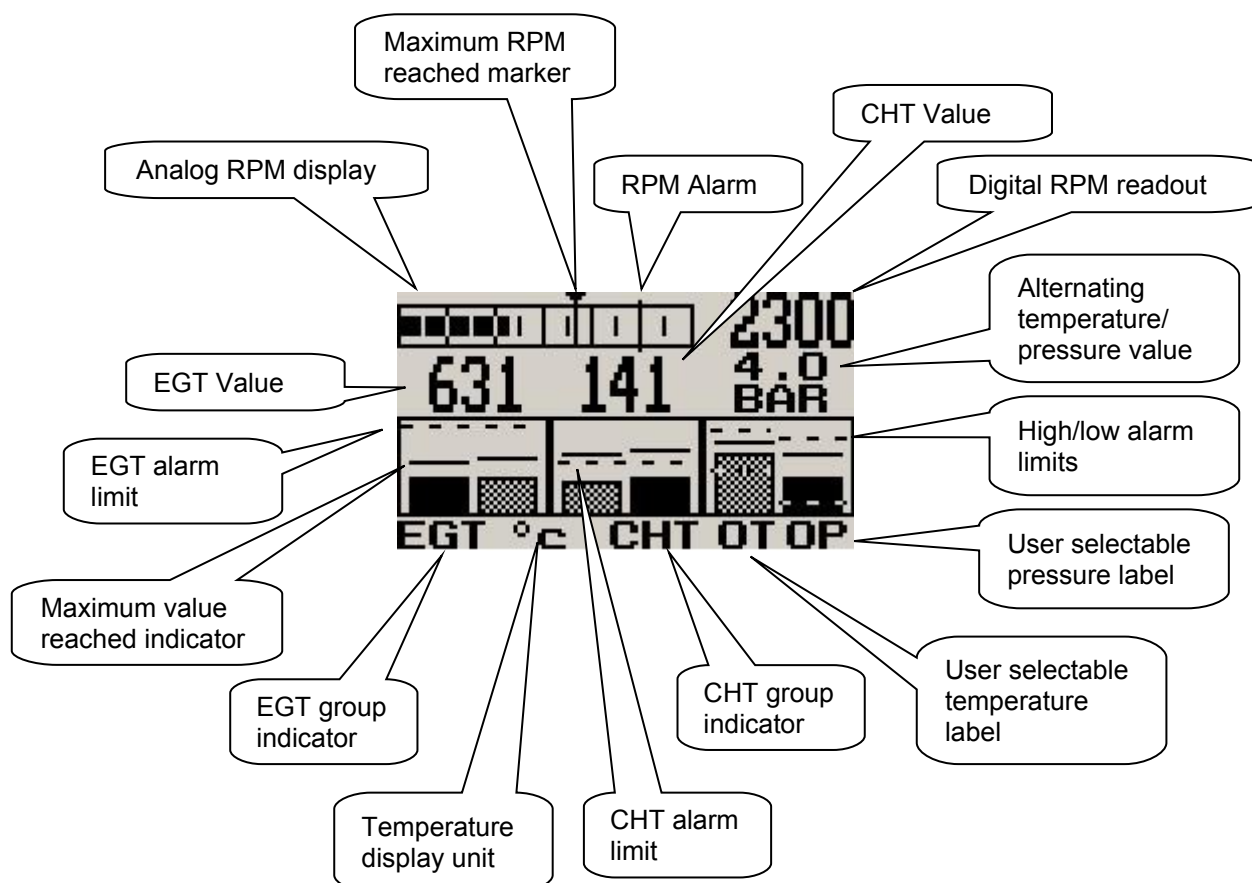 Maximum RPM
reached marker
CHT Value
Analog RPM display
RPM Alarm
Digital RPM readout
2300
Alternating
temperature/
pressure value
EGT Value
631 141 4.0
BAR
EGT alarm
limit
High/low alarm
limits
EGT °C CHT OT OP
User selectable
pressure label
Maximum value
reached indicator
EGT group
indicator
CHT group
indicator
User selectable
temperature
label
Temperature
display unit
CHT alarm
limit